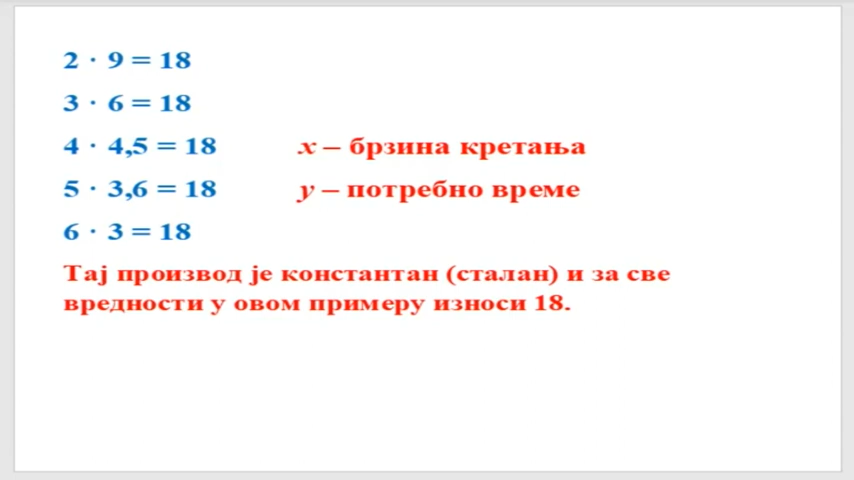 2 · 9 = 18
3 · 6 = 18
4 · 4,5 = 18 x – брзина кретања
5 · 3,6 = 18 y – потребно време
6 · 3 = 18
Тај производ је константан (сталан) и за све
вредности у овом примеру износи 18.